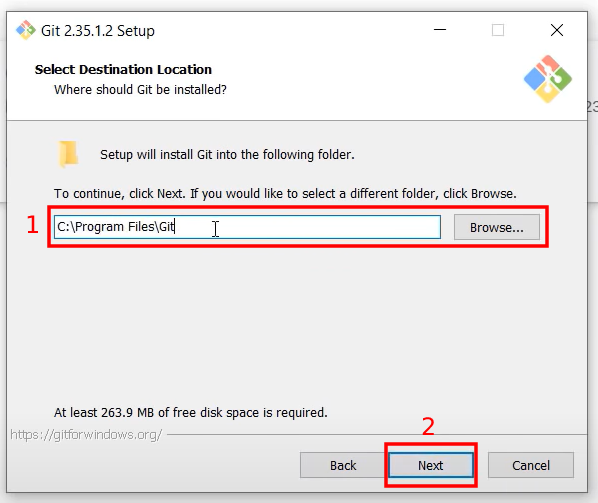 Git 2.35.1.2 Setup
Select Destination Location
Where should Git be installed?
23
Setup will install Git into the following folder.
To continue, click Next. If you would like to select a different folder, click Browse.
1
C:\Program Files\Git
Browse...
At least 263.9 MB of free disk space is required.
2
https://gitforwindows.org/
Back
Next
Cancel